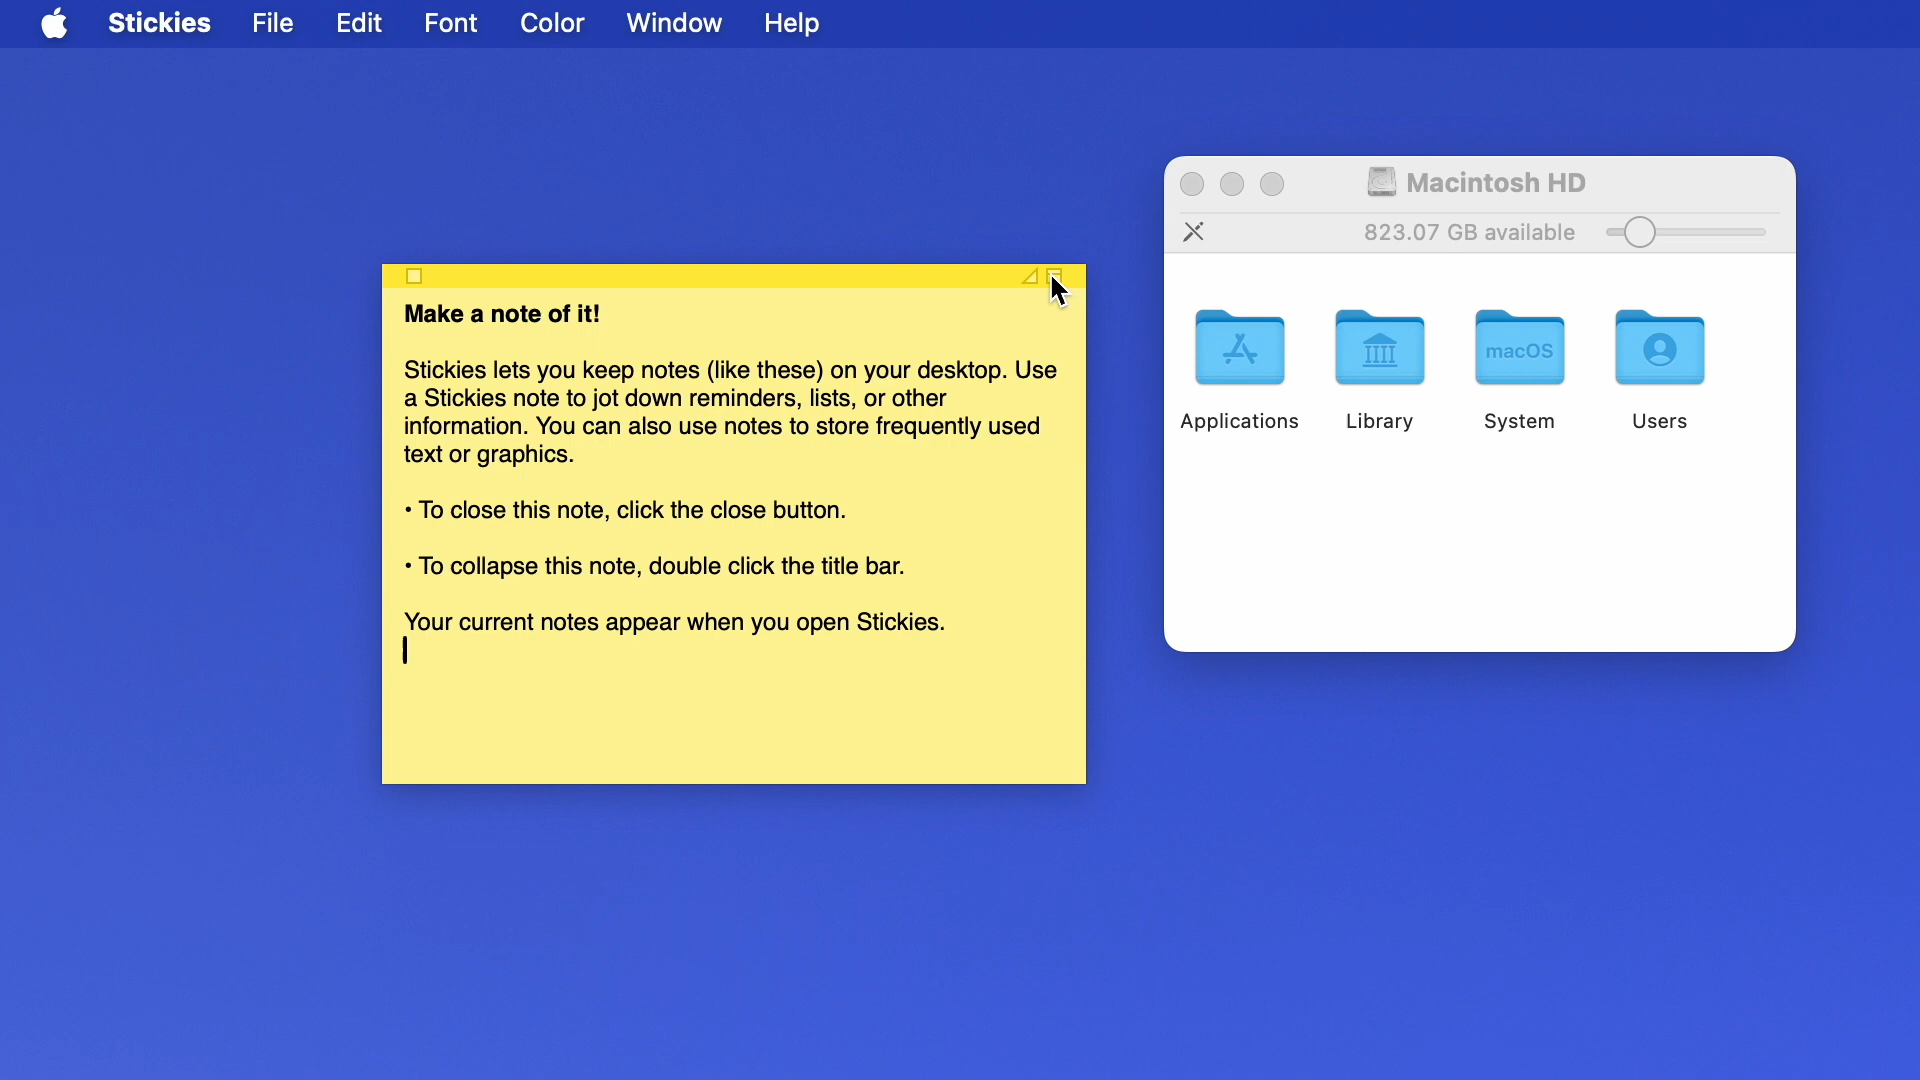 Stickies File Edit Font Color Window Help
Macintosh HD
823.07 GB available
Make a note of it!
Stickies lets you keep notes (like these) on your desktop. Use
a Stickies note to jot down reminders, lists, or other
information. You can also use notes to store frequently used
text or graphics.
• To close this note, click the close button.
• To collapse this note, double click the title bar.
Your current notes appear when you open Stickies.
macOS
Applications Library System Users